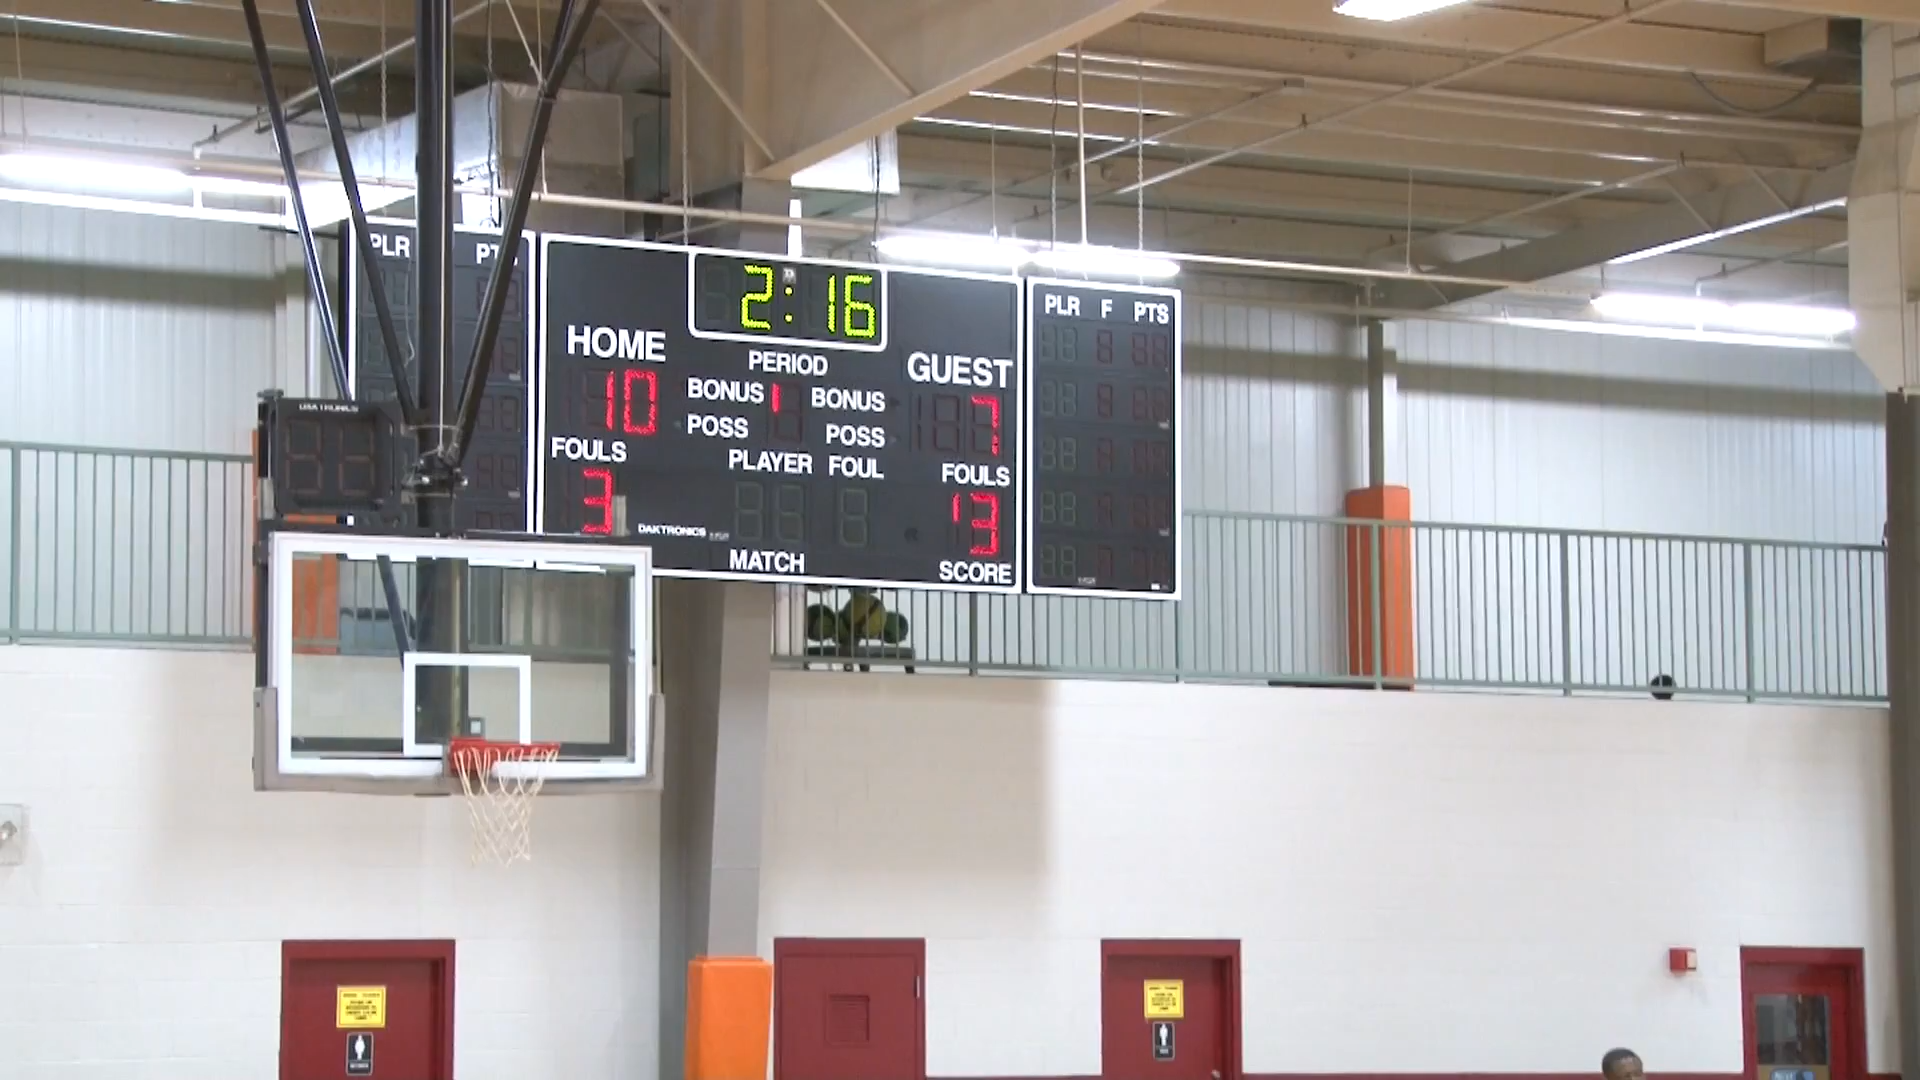 PLR PT
2:16
PLR F PTS
HOME
PERIOD
GUEST
10
BONUS 1 BONUS
7
POSS POSS
FOULS
PLAYER FOUL
FOULS
3
DAKTRONICS
MATCH
SCORE